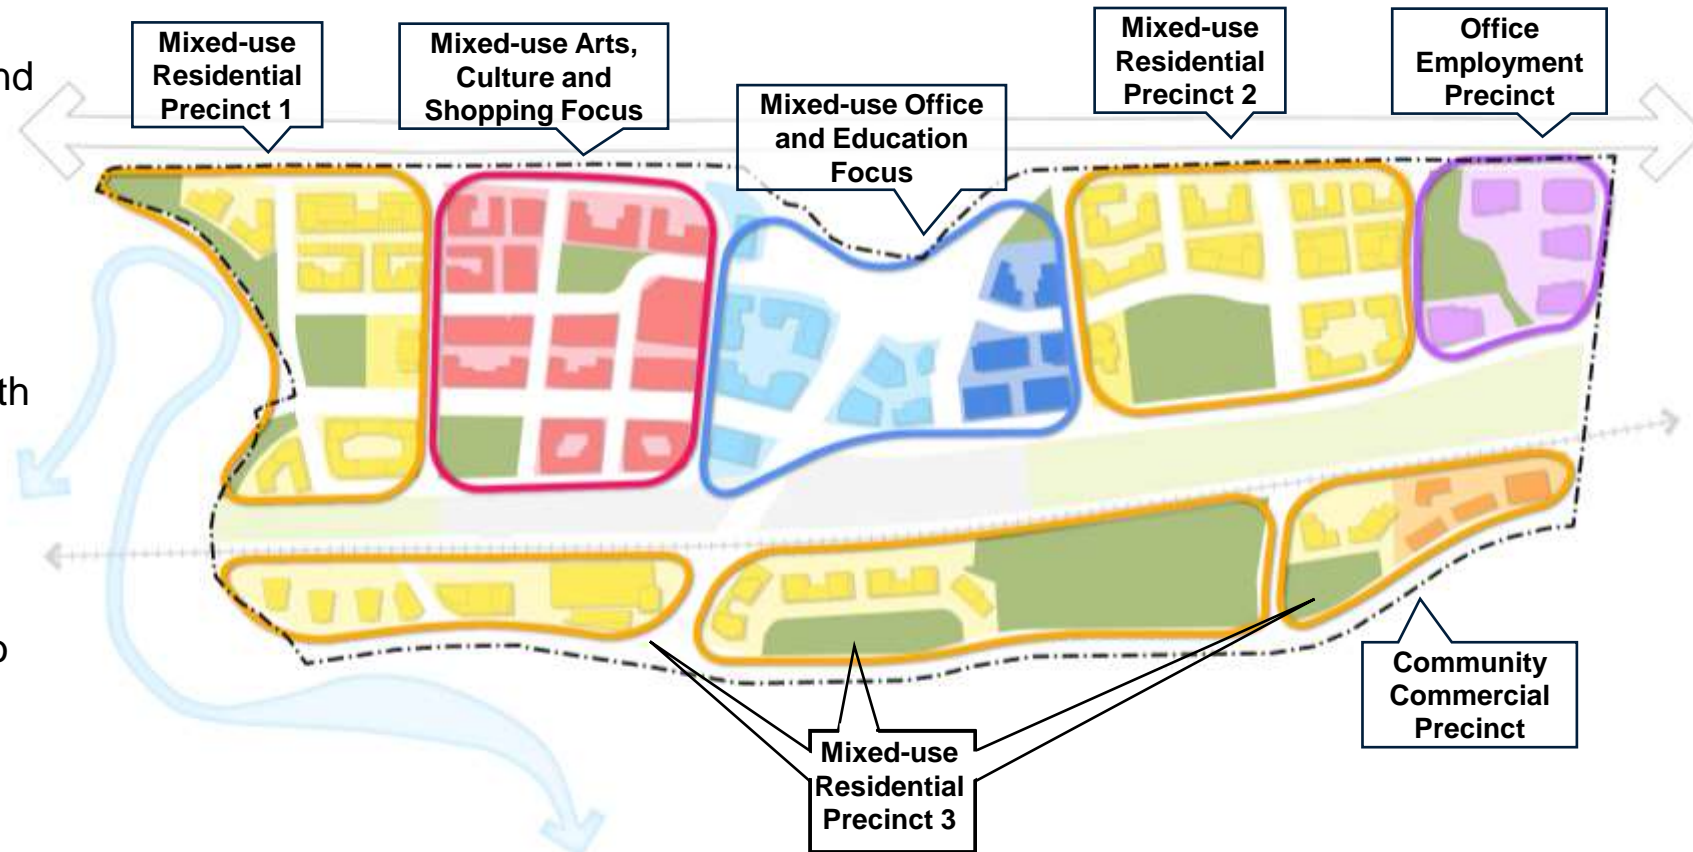 Mixed-use
Residential
Precinct 1
Mixed-use Arts,
Culture and
Shopping Focus
Mixed-use Office
and Education
Focus
Mixed-use
Residential
Precinct 2
Office
Employment
Precinct
Mixed-use
Residential
Precinct 3
Community
Commercial
Precinct